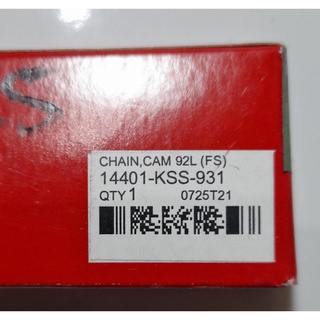 CHAIN,CAM 92L (FS)
14401-KSS-931
QTY 1 0725T21